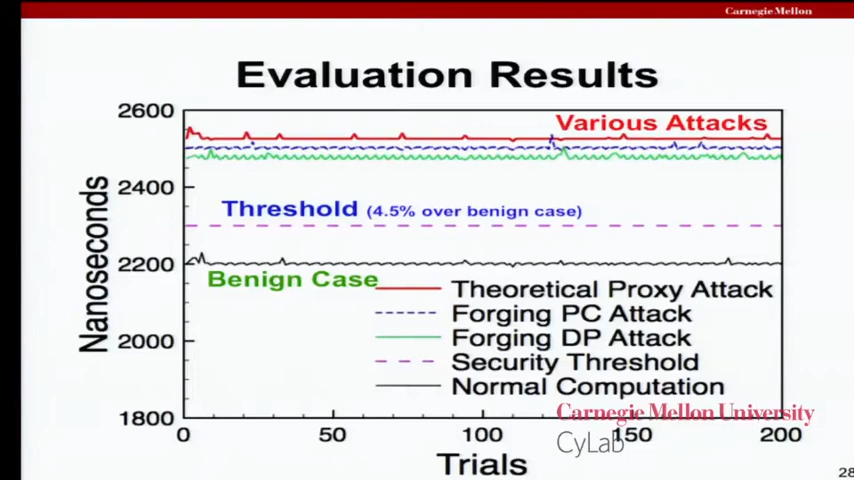 Carnegie Mellon
Evaluation Results
2600
Various Attacks
2400
Threshold (4.5% over benign case)
2200
Benign Case
Theoretical Proxy Attack
Forging PC Attack
Forging DP Attack
Security Threshold
Normal Computation
2000
1800
Nanoseconds
0
50
100
150
200
Trials
Carnegie Mellon University
CyLab
28